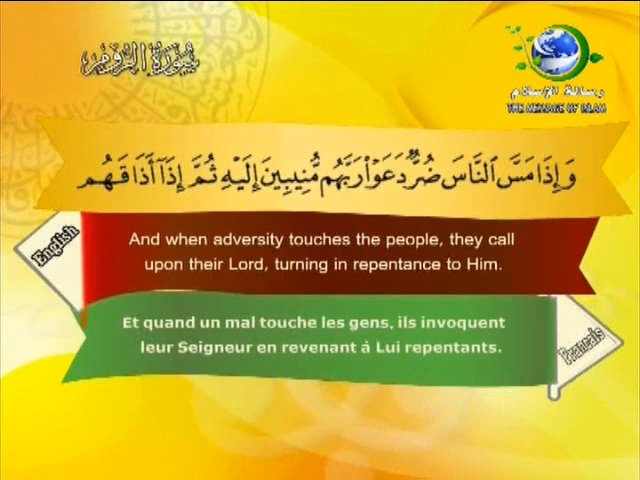 سورة الروم
رسالة الإسلام
THE MESSAGE OF ISLAM
وَإِذَا مَسَّ ٱلنَّاسَ ضُرٌّ دَعَوْا۟ رَبَّهُم مُّنِيبِينَ إِلَيْهِ ثُمَّ إِذَآ أَذَاقَهُم
English
And when adversity touches the people, they call
upon their Lord, turning in repentance to Him.
Et quand un mal touche les gens, ils invoquent
leur Seigneur en revenant à Lui repentants.
Francais